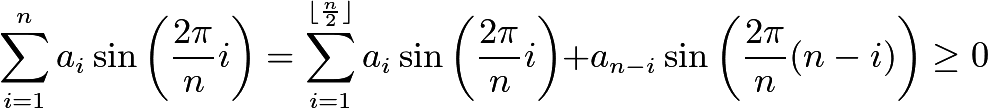 \sum_{i=1}^{n} a_i \sin\left(\frac{2\pi}{n}i\right) = \sum_{i=1}^{\lfloor \frac{n}{2} \rfloor} a_i \sin\left(\frac{2\pi}{n}i\right) + a_{n-i} \sin\left(\frac{2\pi}{n}(n-i)\right) \geq 0